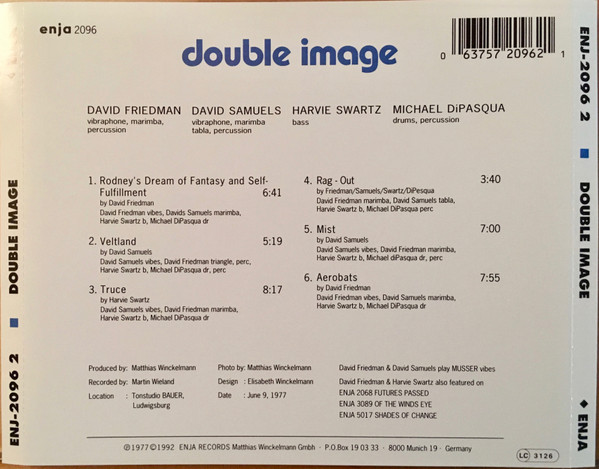 enja 2096
double image
0 63757 20962 1
DAVID FRIEDMAN
vibraphone, marimba,
percussion
DAVID SAMUELS
vibraphone, marimba
tabla, percussion
HARVIE SWARTZ
bass
MICHAEL DiPASQUA
drums, percussion
1. Rodney's Dream of Fantasy and Self-
Fulfillment 6:41
by David Friedman
David Friedman vibes, Davids Samuels marimba,
Harvie Swartz b, Michael DiPasqua dr
2. Veltland 5:19
by David Samuels
David Samuels vibes, David Friedman triangle, perc,
Harvie Swartz b, Michael diPasqua dr, perc
3. Truce 8:17
by Harvie Swartz
David Samuels vibes, David Friedman marimba,
Harvie Swartz b, Michael DiPasqua dr
4. Rag - Out 3:40
by Friedman/Samuels/Swartz/DiPesqua
David Friedman marimba, David Samuels tabla,
Harvie Swartz b, Michael DiPasqua perc
5. Mist 7:00
by David Samuels
David Samuels vibes, David Friedman marimba,
Harvie Swartz b, Michael diPasqua dr, perc
6. Aerobats 7:55
by David Friedman
David Friedman vibes, David Samuels marimba,
Harvie Swartz b, Michael DiPasqua dr
Produced by: Matthias Winckelmann
Recorded by: Martin Wieland
Location : Tonstudio BAUER,
Ludwigsburg
Photo by: Matthias Winckelmann
Design : Elisabeth Winckelmann
Date : June 9, 1977
David Friedman & David Samuels play MUSSER vibes
David Friedman & Harvie Swartz also featured on
ENJA 2068 FUTURES PASSED
ENJA 3089 OF THE WINDS EYE
ENJA 5017 SHADES OF CHANGE
℗1977©1992 ENJA RECORDS Matthias Winckelmann Gmbh · P.O.Box 19 03 33 · 8000 Munich 19 · Germany
LC 3126
ENJ-2096 2 ■ DOUBLE IMAGE
ENJ-2096 2 ■ DOUBLE IMAGE ◆ ENJA